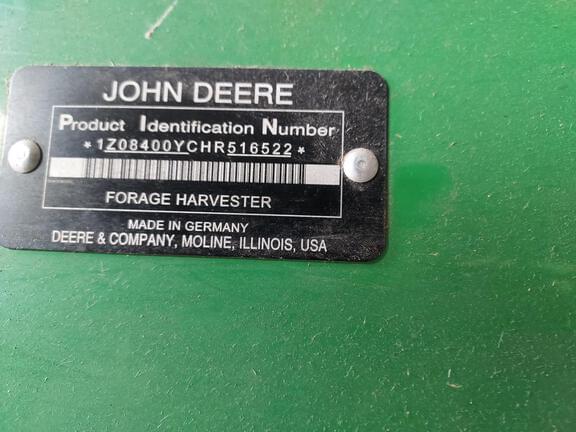 JOHN DEERE
Product Identification Number
*1Z08400YCHR516522*
FORAGE HARVESTER
MADE IN GERMANY
DEERE & COMPANY, MOLINE, ILLINOIS, USA